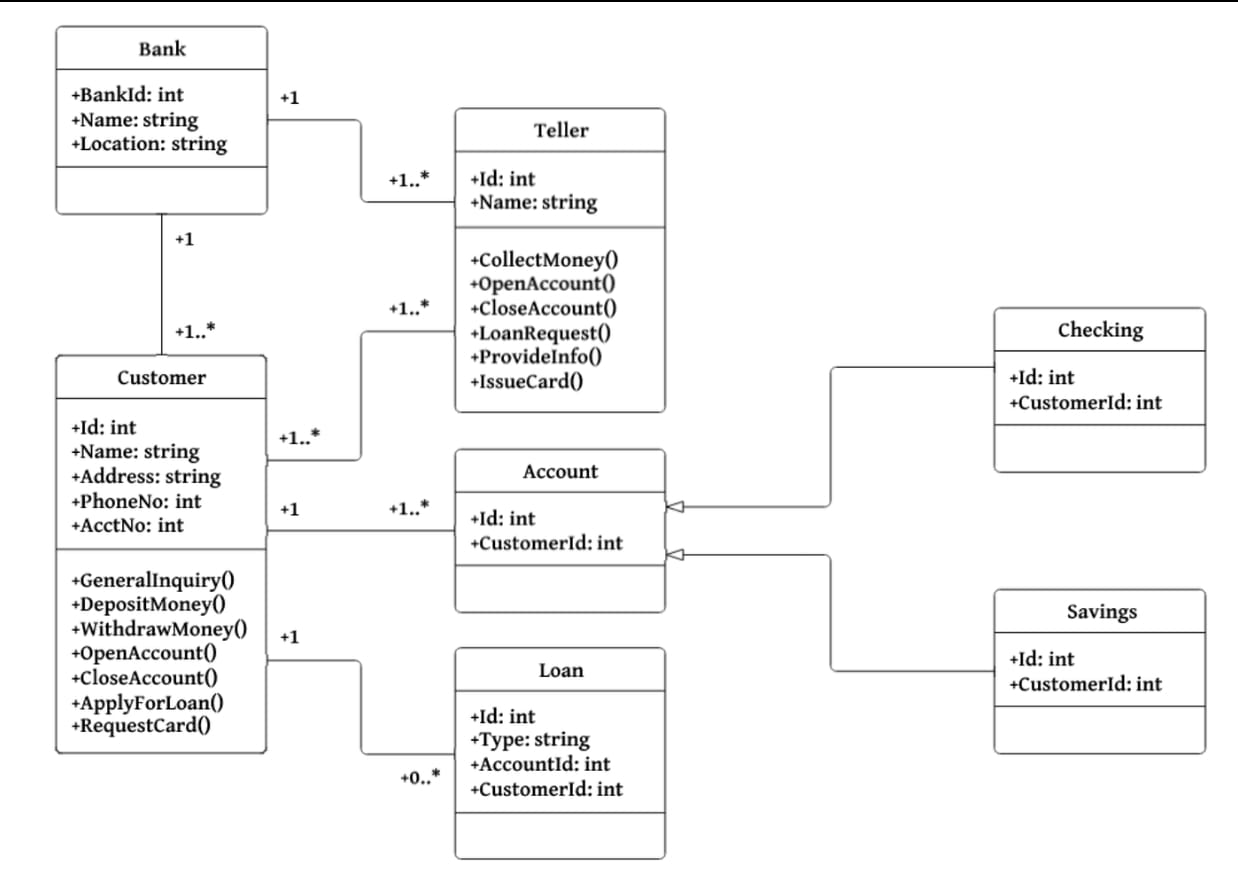 Bank
+BankId: int
+Name: string
+Location: string
+1
+1..*
Teller
+Id: int
+Name: string
+CollectMoney()
+OpenAccount()
+CloseAccount()
+LoanRequest()
+ProvideInfo()
+IssueCard()
+1
+1..*
Customer
+Id: int
+Name: string
+Address: string
+PhoneNo: int
+AcctNo: int
+GeneralInquiry()
+DepositMoney()
+WithdrawMoney()
+OpenAccount()
+CloseAccount()
+ApplyForLoan()
+RequestCard()
+1..*
+1..*
+1
+1..*
Account
+Id: int
+CustomerId: int
+1
+0..*
Loan
+Id: int
+Type: string
+AccountId: int
+CustomerId: int
Checking
+Id: int
+CustomerId: int
Savings
+Id: int
+CustomerId: int